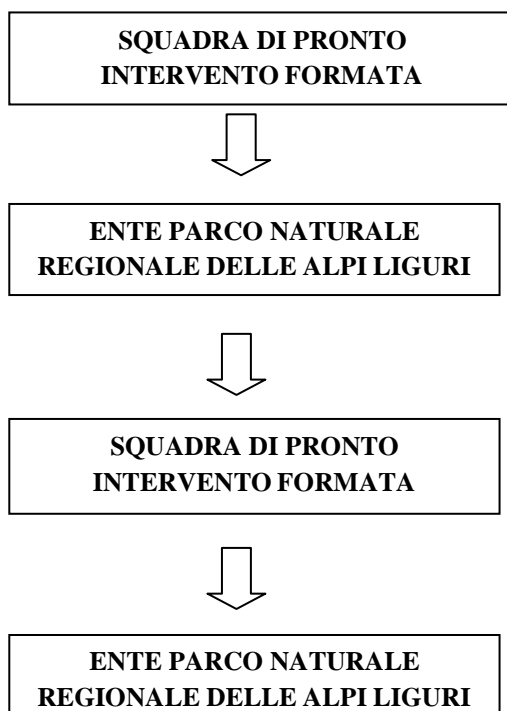 SQUADRA DI PRONTO
INTERVENTO FORMATA
ENTE PARCO NATURALE
REGIONALE DELLE ALPI LIGURI
SQUADRA DI PRONTO
INTERVENTO FORMATA
ENTE PARCO NATURALE
REGIONALE DELLE ALPI LIGURI